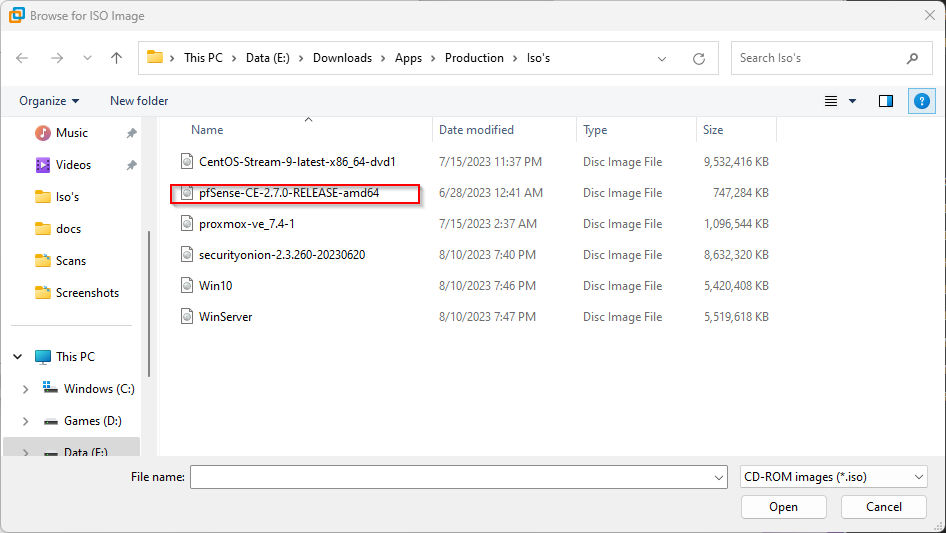 Browse for ISO Image
This PC > Data (E:) > Downloads > Apps > Production > Iso's
Search Iso's
Organize
New folder
Name Date modified Type Size
Music
Videos
Iso's
docs
Scans
Screenshots
This PC
Windows (C:)
Games (D:)
Data (E:)
CentOS-Stream-9-latest-x86_64-dvd1 7/15/2023 11:37 PM Disc Image File 9,532,416 KB
pfSense-CE-2.7.0-RELEASE-amd64 6/28/2023 12:41 AM Disc Image File 747,284 KB
proxmox-ve_7.4-1 7/15/2023 2:37 AM Disc Image File 1,096,544 KB
securityonion-2.3.260-20230620 8/10/2023 7:40 PM Disc Image File 8,632,320 KB
Win10 8/10/2023 7:46 PM Disc Image File 5,420,408 KB
WinServer 8/10/2023 7:47 PM Disc Image File 5,519,618 KB
File name:
CD-ROM images (*.iso)
Open
Cancel